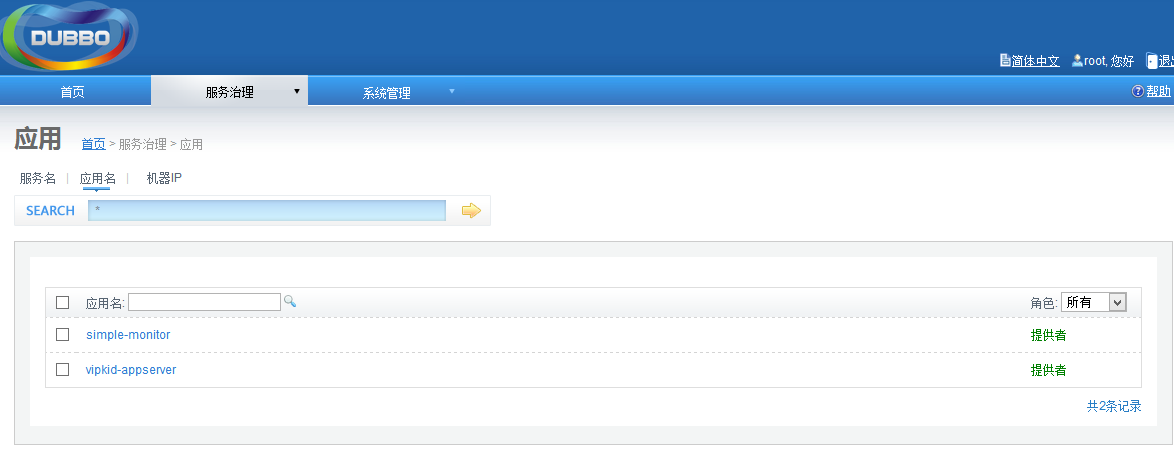 DUBBO
简体中文 root, 您好 退出
首页 服务治理 系统管理 帮助
应用 首页 > 服务治理 > 应用
服务名 | 应用名 | 机器IP
SEARCH *
应用名: 角色: 所有
simple-monitor 提供者
vipkid-appserver 提供者
共2条记录